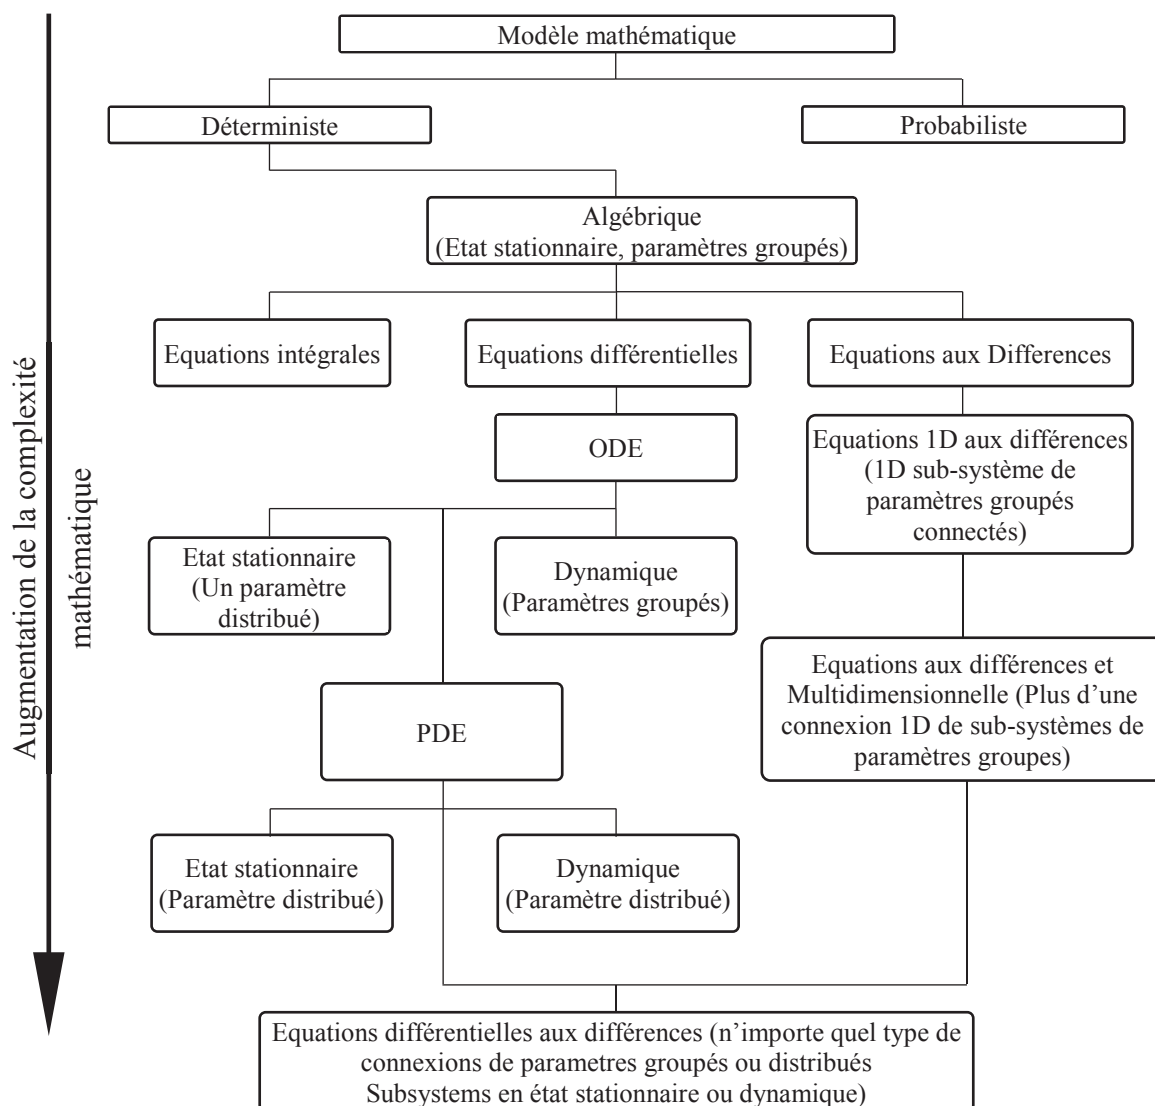 Modèle mathématique
Déterministe
Probabiliste
Algébrique
(Etat stationnaire, paramètres groupés)
Equations intégrales
Equations différentielles
Equations aux Differences
ODE
Equations 1D aux différences
(1D sub-système de
paramètres groupés
connectés)
Etat stationnaire
(Un paramètre
distribué)
Dynamique
(Paramètres groupés)
Equations aux différences et
Multidimensionnelle (Plus d’une
connexion 1D de sub-systèmes de
paramètres groupes)
PDE
Etat stationnaire
(Paramètre distribué)
Dynamique
(Paramètre distribué)
Equations différentielles aux différences (n’importe quel type de
connexions de parametres groupés ou distribués
Subsystems en état stationnaire ou dynamique)
Augmentation de la complexité
mathématique